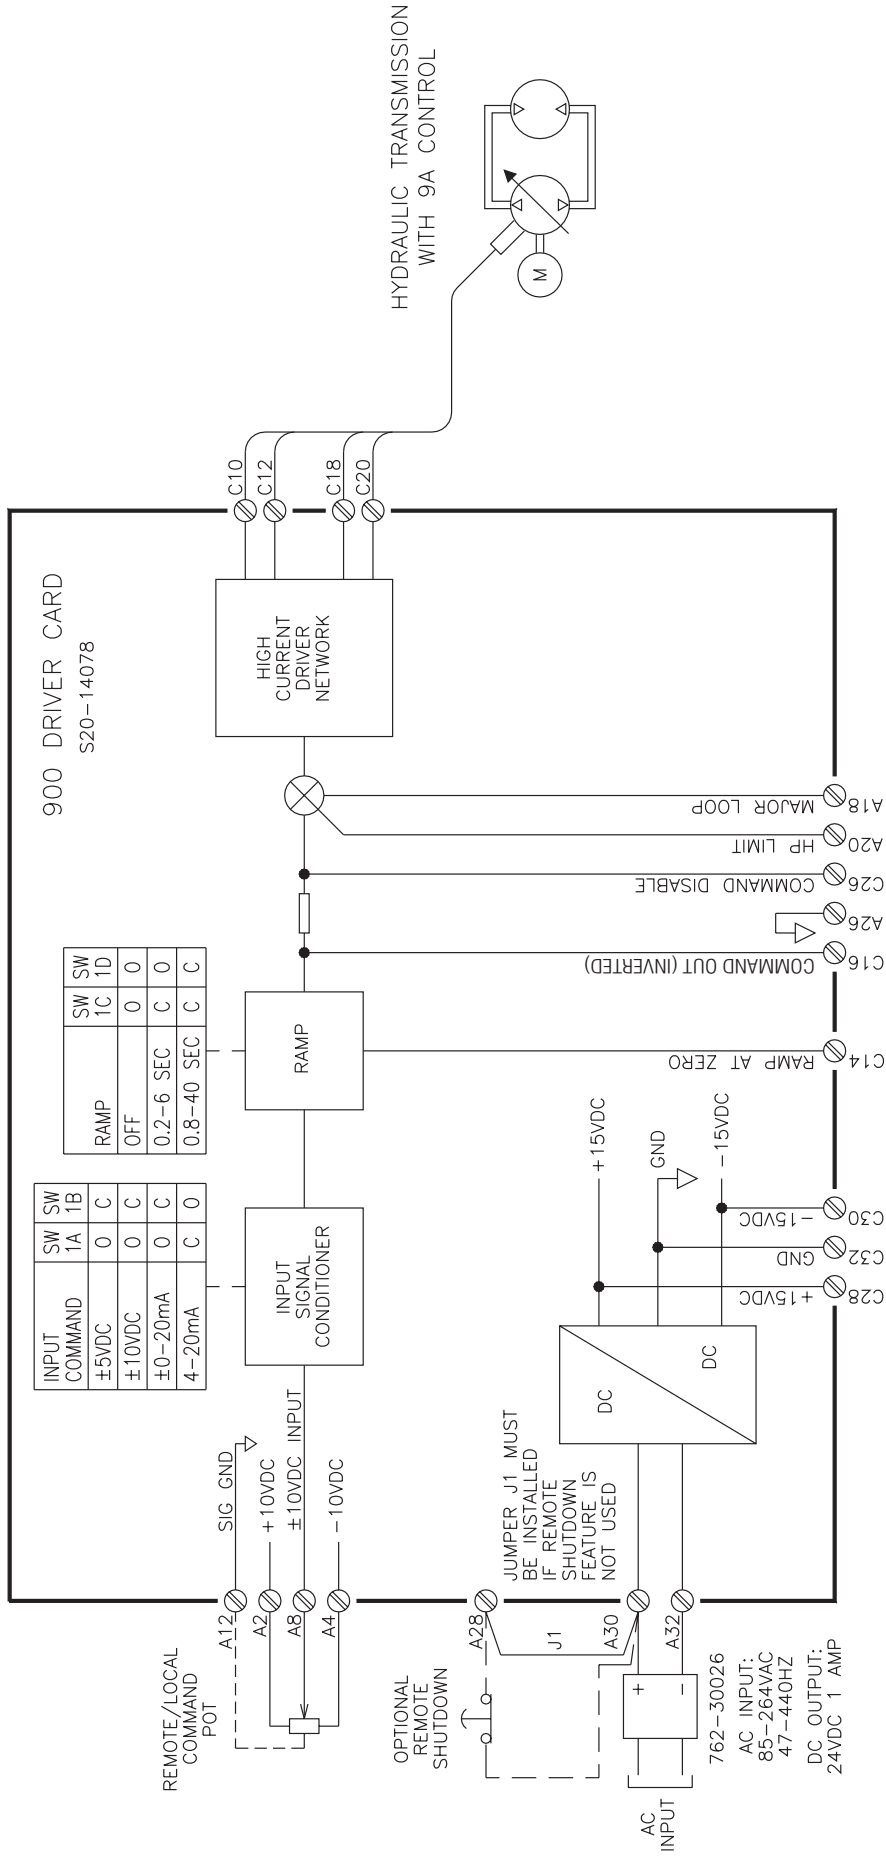 900 DRIVER CARD
S20-14078
HYDRAULIC TRANSMISSION
WITH 9A CONTROL
M
INPUT COMMAND SW 1A SW 1B
±5VDC O C
±10VDC O C
±0-20mA O C
4-20mA C O
RAMP SW 1C SW 1D
OFF O O
0.2-6 SEC C O
0.8-40 SEC C C
REMOTE/LOCAL
COMMAND
POT
A12
A2
A8
A4
SIG GND
+10VDC
±10VDC INPUT
-10VDC
INPUT
SIGNAL
CONDITIONER
RAMP
HIGH
CURRENT
DRIVER
NETWORK
C10
C12
C18
C20
OPTIONAL
REMOTE
SHUTDOWN
A28
J1
A30
A32
JUMPER J1 MUST
BE INSTALLED
IF REMOTE
SHUTDOWN
FEATURE IS
NOT USED
AC
INPUT
+
-
762-30026
AC INPUT:
85-264VAC
47-440HZ
DC OUTPUT:
24VDC 1 AMP
DC
DC
+15VDC
GND
-15VDC
+15VDC
GND
-15VDC
C28
C32
C30
RAMP AT ZERO
C14
COMMAND OUT (INVERTED)
C16
A26
COMMAND DISABLE
C26
HP LIMIT
A20
MAJOR LOOP
A18